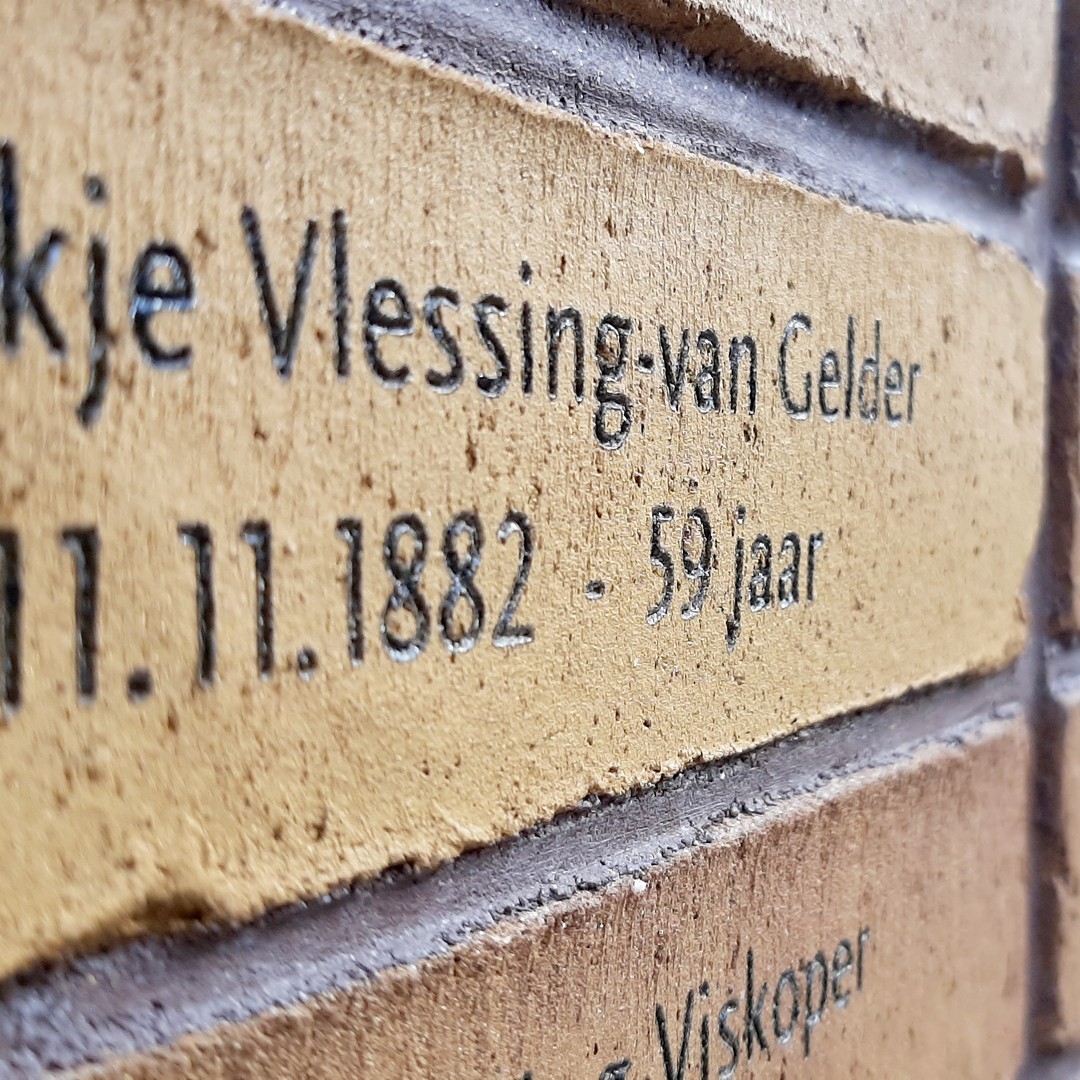 kje Vlessing-van Gelder
11.11.1882 - 59 jaar
Viskoper